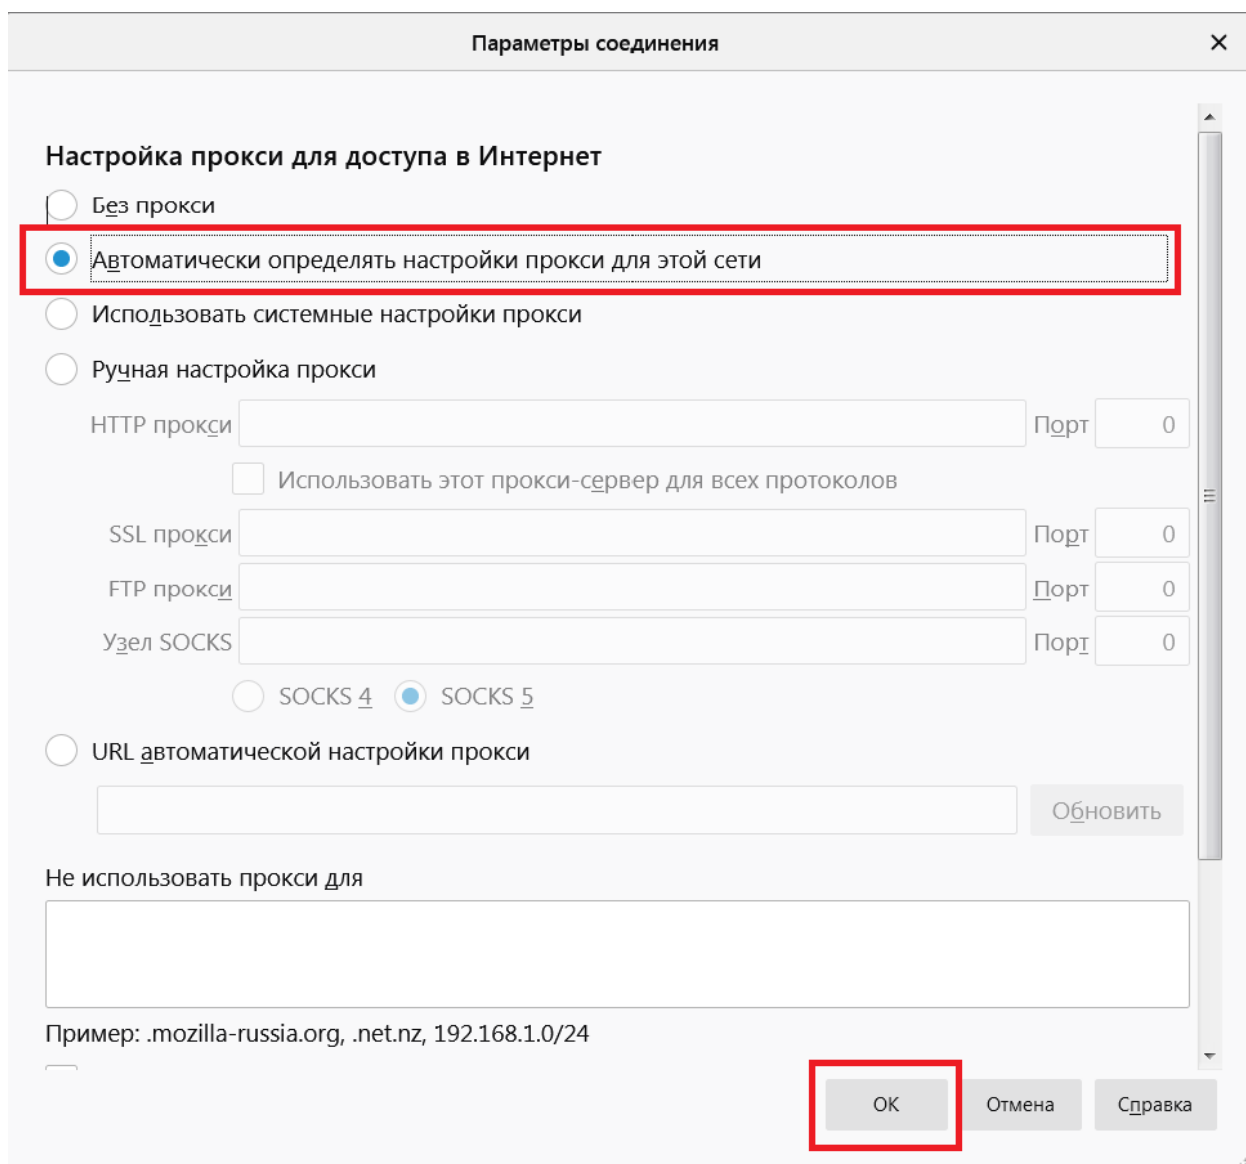 Параметры соединения
Настройка прокси для доступа в Интернет
Без прокси
Автоматически определять настройки прокси для этой сети
Использовать системные настройки прокси
Ручная настройка прокси
HTTP прокси Порт 0
Использовать этот прокси-сервер для всех протоколов
SSL прокси Порт 0
FTP прокси Порт 0
Узел SOCKS Порт 0
SOCKS 4 SOCKS 5
URL автоматической настройки прокси
Обновить
Не использовать прокси для
Пример: .mozilla-russia.org, .net.nz, 192.168.1.0/24
ОК Отмена Справка